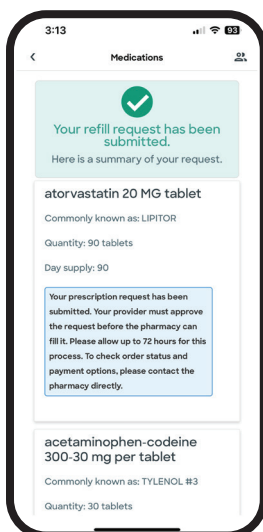 3:13
93
Medications
Your refill request has been
submitted.
Here is a summary of your request.
atorvastatin 20 MG tablet
Commonly known as: LIPITOR
Quantity: 90 tablets
Day supply: 90
Your prescription request has been
submitted. Your provider must approve
the request before the pharmacy can
fill it. Please allow up to 72 hours for this
process. To check order status and
payment options, please contact the
pharmacy directly.
acetaminophen-codeine
300-30 mg per tablet
Commonly known as: TYLENOL #3
Quantity: 30 tablets